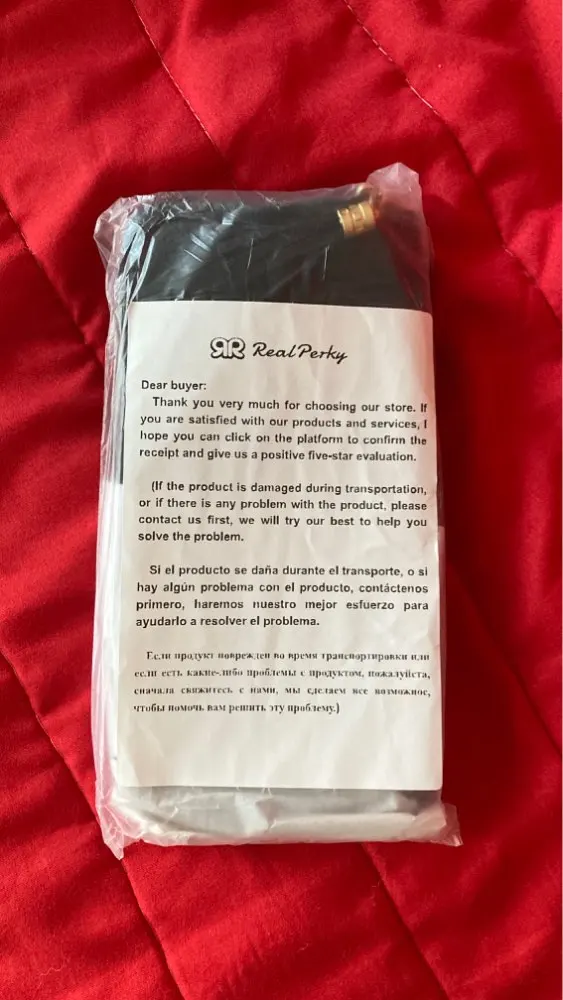 RR RealPerky
Dear buyer:
Thank you very much for choosing our store. If
you are satisfied with our products and services, I
hope you can click on the platform to confirm the
receipt and give us a positive five-star evaluation.
(If the product is damaged during transportation,
or if there is any problem with the product, please
contact us first, we will try our best to help you
solve the problem.
Si el producto se daña durante el transporte, o si
hay algún problema con el producto, contáctenos
primero, haremos nuestro mejor esfuerzo para
ayudarlo a resolver el problema.
Если продукт поврежден во время транспортировки или
если есть какие-либо проблемы с продуктом, пожалуйста,
сначала свяжитесь с нами, мы сделаем все возможное,
чтобы помочь вам решить эту проблему.)